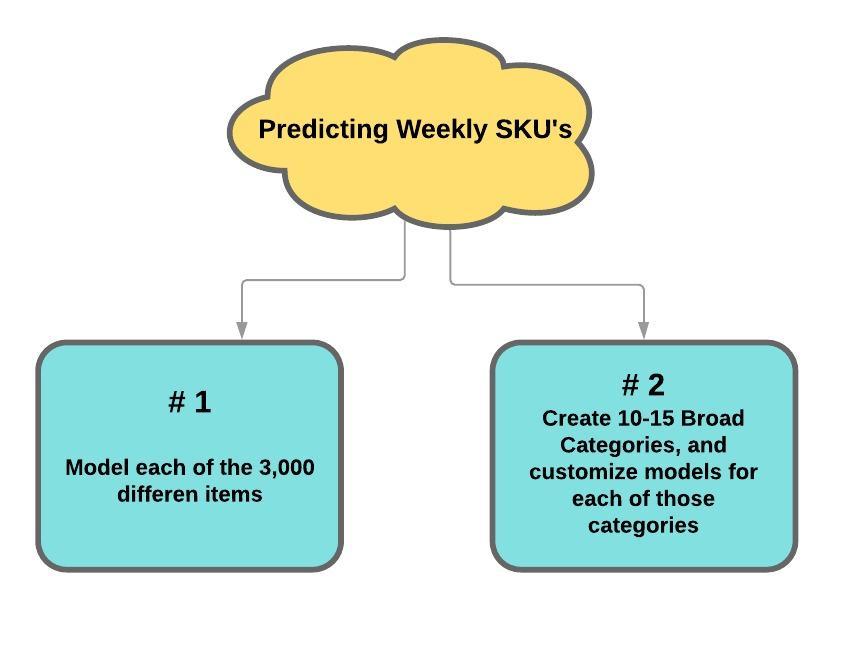 Predicting Weekly SKU's
# 1
Model each of the 3,000
differen items
# 2
Create 10-15 Broad
Categories, and
customize models for
each of those
categories